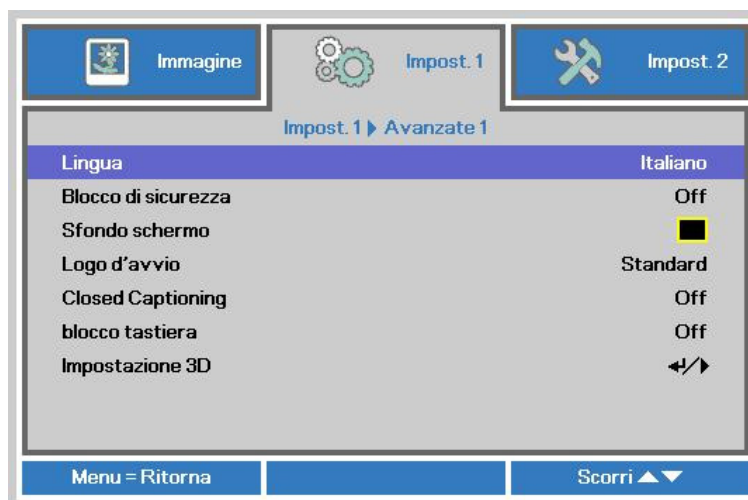 Immagine
Impost. 1
Impost. 2
Impost. 1 Avanzate 1
Lingua Italiano
Blocco di sicurezza Off
Sfondo schermo
Logo d'avvio Standard
Closed Captioning Off
blocco tastiera Off
Impostazione 3D
Menu = Ritorna
Scorri